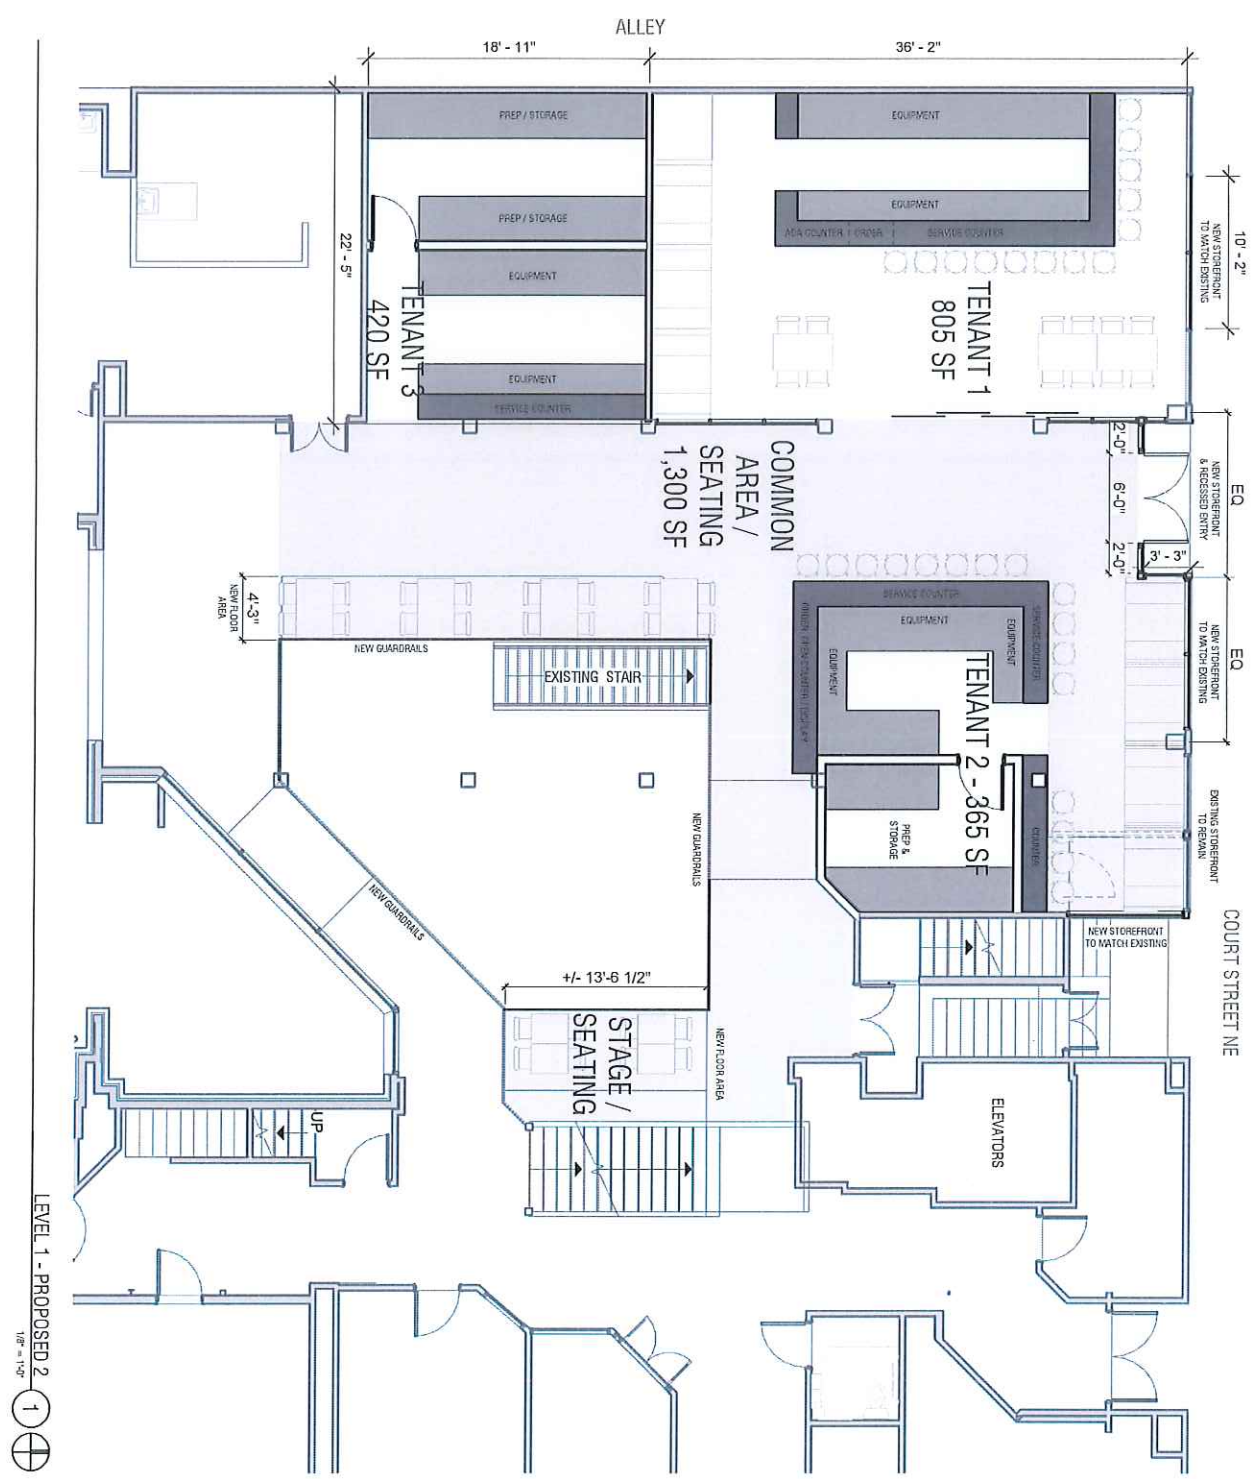 ALLEY
18' - 11"
36' - 2"
PREP / STORAGE
EQUIPMENT
PREP / STORAGE
EQUIPMENT
ADA COUNTER
ORDER
SERVICE COUNTER
22' - 5"
EQUIPMENT
TENANT 3
420 SF
EQUIPMENT
SERVICE COUNTER
TENANT 1
805 SF
10' - 2"
NEW STOREFRONT
TO MATCH EXISTING
COMMON
AREA /
SEATING
1,300 SF
2'-0"
6'-0"
2'-0"
3' - 3"
EQ
NEW STOREFRONT
& RECESSED ENTRY
EQ
NEW STOREFRONT
TO MATCH EXISTING
EXISTING STOREFRONT
TO REMAIN
4'-3"
NEW FLOOR
AREA
NEW GUARDRAILS
EXISTING STAIR
SERVICE COUNTER
EQUIPMENT
EQUIPMENT
SERVICE COUNTER
EQUIPMENT
TENANT 2 - 365 SF
PREP &
STORAGE
COUNTER
NEW GUARDRAILS
NEW GUARDRAILS
COURT STREET NE
NEW STOREFRONT
TO MATCH EXISTING
+/- 13'-6 1/2"
STAGE /
SEATING
NEW FLOOR AREA
ELEVATORS
UP
LEVEL 1 - PROPOSED 2
1/8" = 1'-0"
1